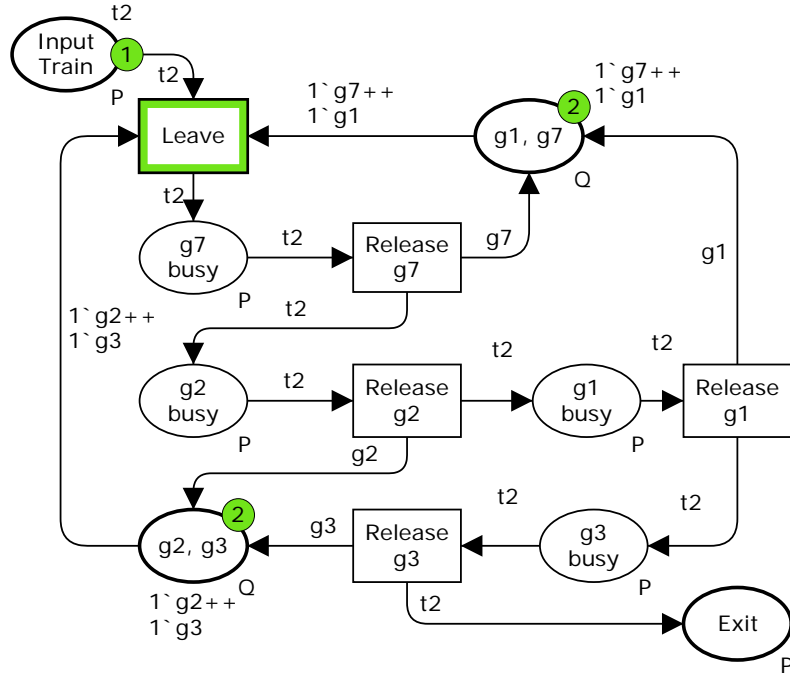 t2
Input
Train
1
t2
P
Leave
1`g7++
1`g1
1`g7++
1`g1
2
g1, g7
Q
t2
g7
busy
P
t2
Release
g7
g7
g1
t2
1`g2++
1`g3
g2
busy
P
t2
Release
g2
t2
g1
busy
P
t2
Release
g1
g2
t2
g2, g3
2
Q
1`g2++
1`g3
g3
Release
g3
t2
g3
busy
P
t2
Exit
P